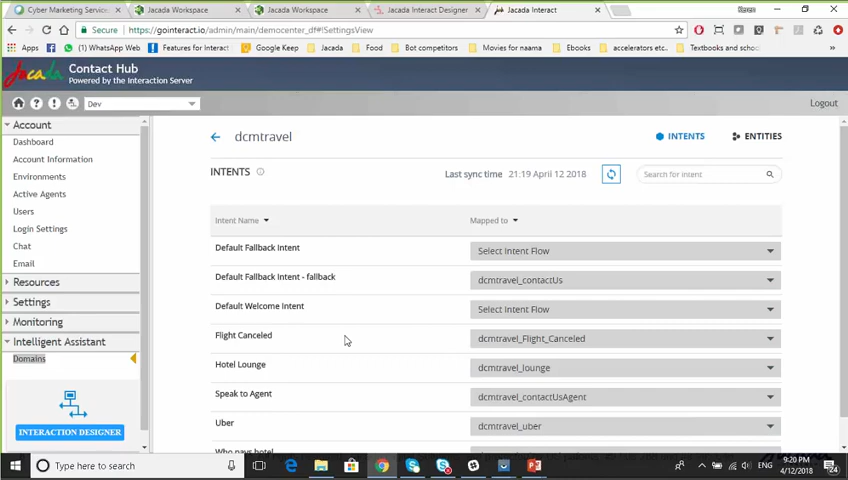 Cyber Marketing Service
Jacada Workspace
Jacada Workspace
Jacada Interact Designer
Jacada Interact
Keren
Secure
https://gointeract.io/admin/main/democenter_df#!SettingsView
Apps
(1) WhatsApp Web
Features for Interact
Google Keep
Jacada
Food
Bot competitors
Movies for naama
Ebooks
accelerators etc.
Textbooks and school
Jacada
Contact Hub
Powered by the Interaction Server
Dev
Logout
Account
Dashboard
Account Information
Environments
Active Agents
Users
Login Settings
Chat
Email
Resources
Settings
Monitoring
Intelligent Assistant
Domains
INTERACTION DESIGNER
dcmtravel
INTENTS
ENTITIES
INTENTS
Last sync time 21:19 April 12 2018
Search for intent
Intent Name
Mapped to
Default Fallback Intent
Select Intent Flow
Default Fallback Intent - fallback
dcmtravel_contactUs
Default Welcome Intent
Select Intent Flow
Flight Canceled
dcmtravel_Flight_Canceled
Hotel Lounge
dcmtravel_lounge
Speak to Agent
dcmtravel_contactUsAgent
Uber
dcmtravel_uber
Who pays hotel
Type here to search
ENG
9:20 PM
4/12/2018
24